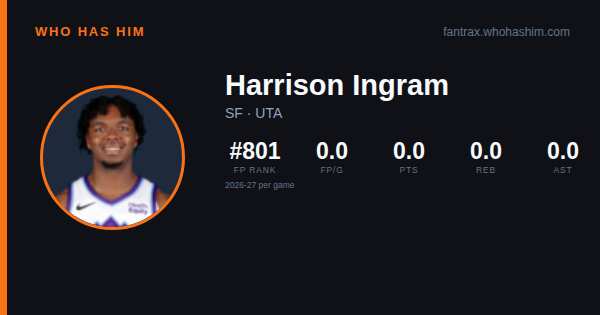 WHO HAS HIM
fantrax.whohashim.com
Harrison Ingram
SF · UTA
#801 0.0 0.0 0.0 0.0
FP RANK FP/G PTS REB AST
2026-27 per game